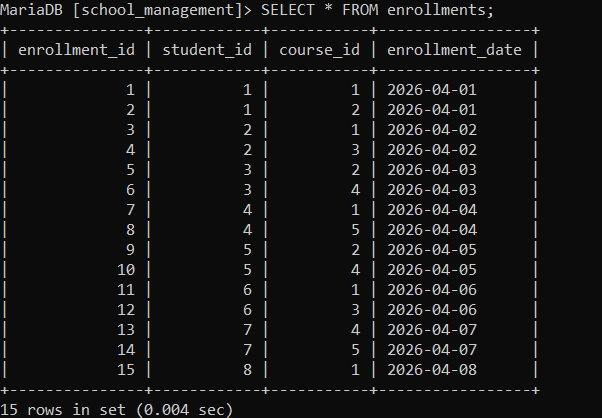 MariaDB [school_management]> SELECT * FROM enrollments;
+---------------+------------+-----------+-----------------+
| enrollment_id | student_id | course_id | enrollment_date |
+---------------+------------+-----------+-----------------+
|             1 |          1 |         1 | 2026-04-01      |
|             2 |          1 |         2 | 2026-04-01      |
|             3 |          2 |         1 | 2026-04-02      |
|             4 |          2 |         3 | 2026-04-02      |
|             5 |          3 |         2 | 2026-04-03      |
|             6 |          3 |         4 | 2026-04-03      |
|             7 |          4 |         1 | 2026-04-04      |
|             8 |          4 |         5 | 2026-04-04      |
|             9 |          5 |         2 | 2026-04-05      |
|            10 |          5 |         4 | 2026-04-05      |
|            11 |          6 |         1 | 2026-04-06      |
|            12 |          6 |         3 | 2026-04-06      |
|            13 |          7 |         4 | 2026-04-07      |
|            14 |          7 |         5 | 2026-04-07      |
|            15 |          8 |         1 | 2026-04-08      |
+---------------+------------+-----------+-----------------+
15 rows in set (0.004 sec)